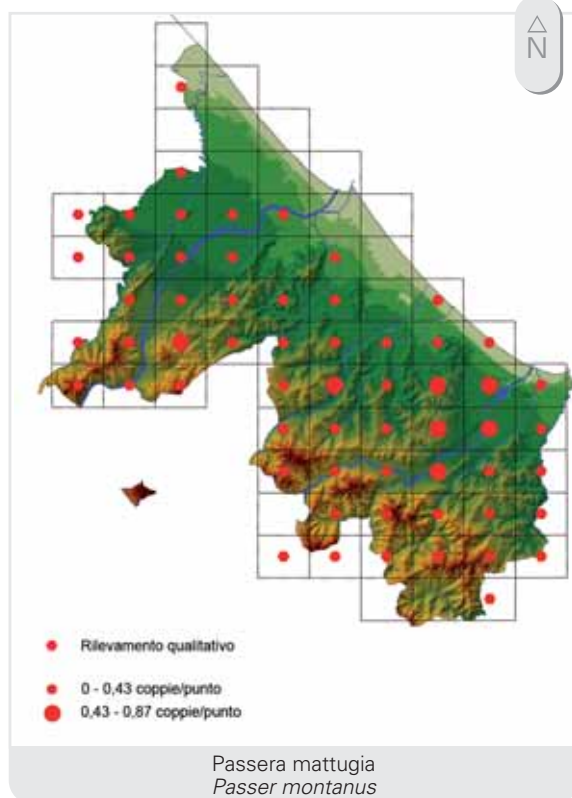 N
Rilevamento qualitativo
0 - 0,43 coppie/punto
0,43 - 0,87 coppie/punto
Passera mattugia
Passer montanus